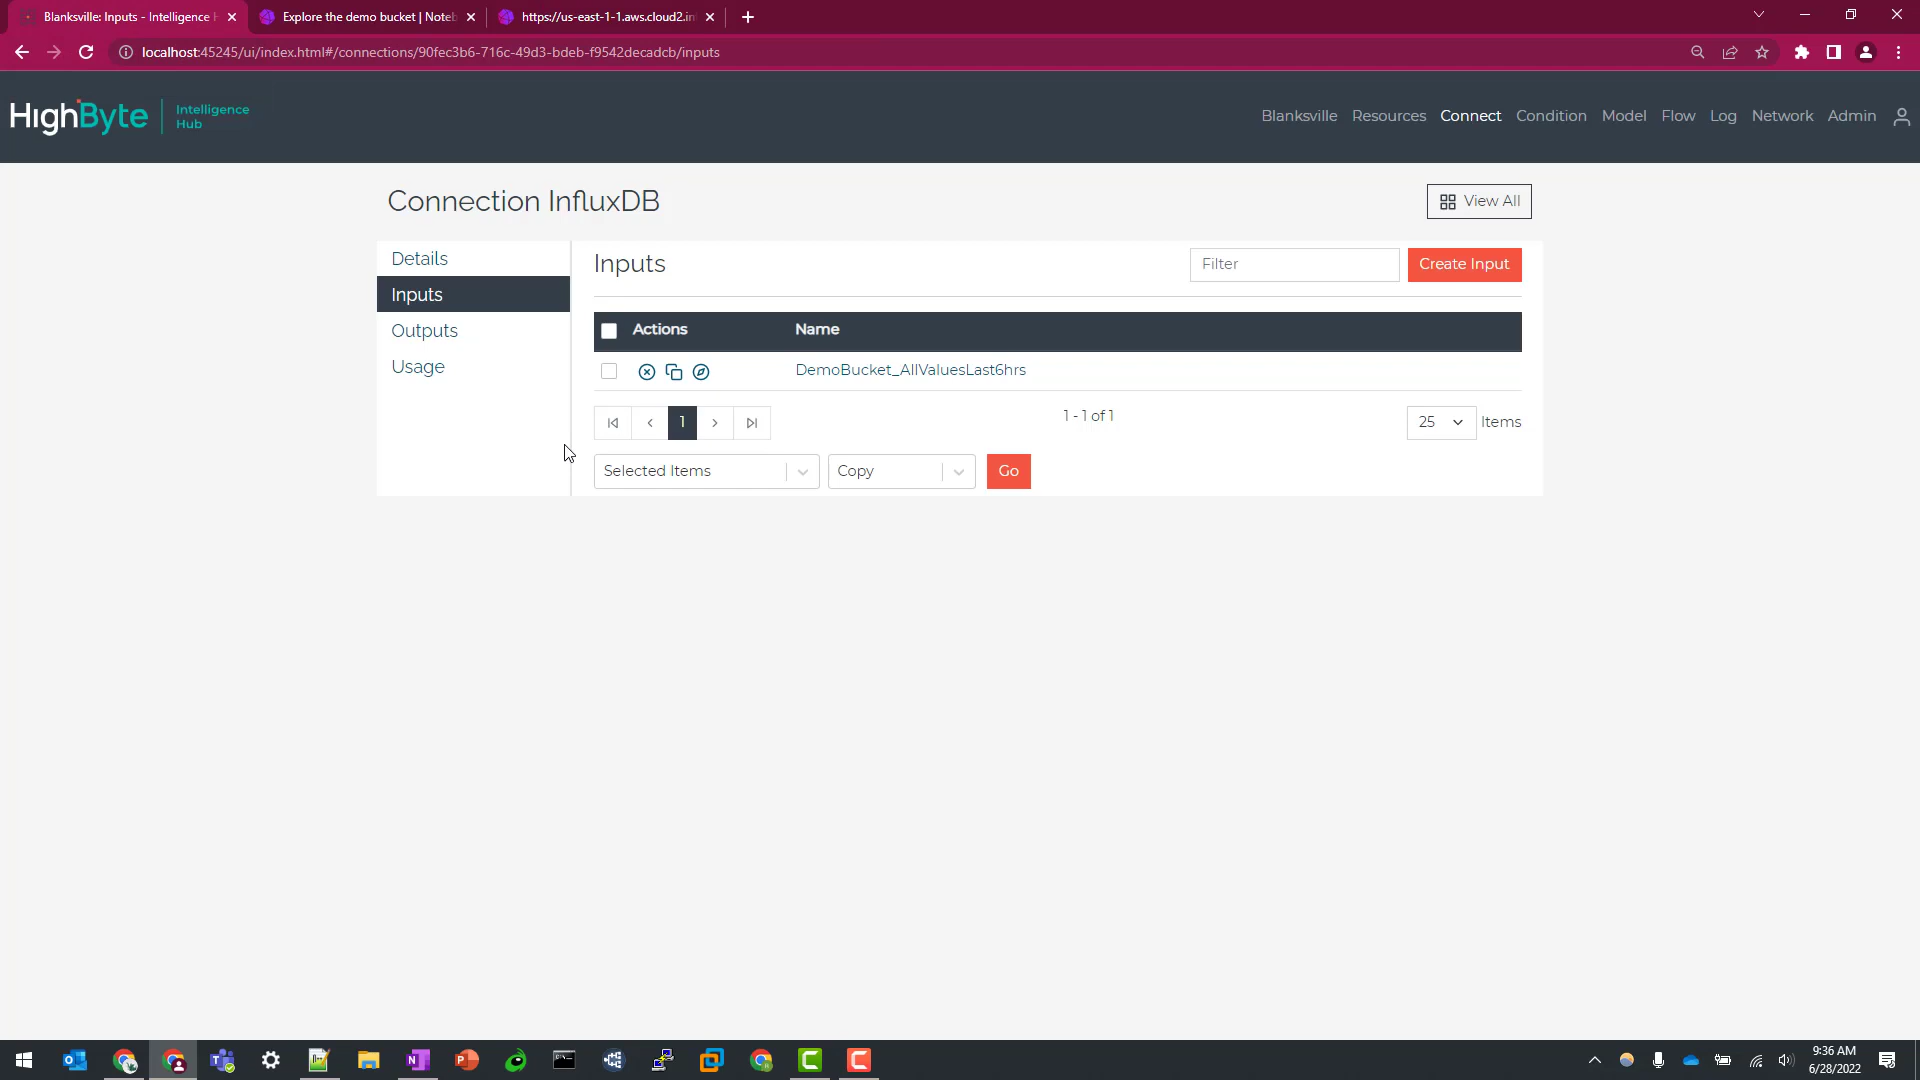 Blanksville: Inputs - Intelligence H
Explore the demo bucket | Noteb
https://us-east-1-1.aws.cloud2.in
localhost:45245/ui/index.html#/connections/90fec3b6-716c-49d3-bdeb-f9542decadcb/inputs
HighByte
Intelligence
Hub
Blanksville Resources Connect Condition Model Flow Log Network Admin
Connection InfluxDB
View All
Details
Inputs
Outputs
Usage
Inputs
Filter
Create Input
Actions Name
DemoBucket_AllValuesLast6hrs
1
1 - 1 of 1
25 Items
Selected Items
Copy
Go
9:36 AM
6/28/2022